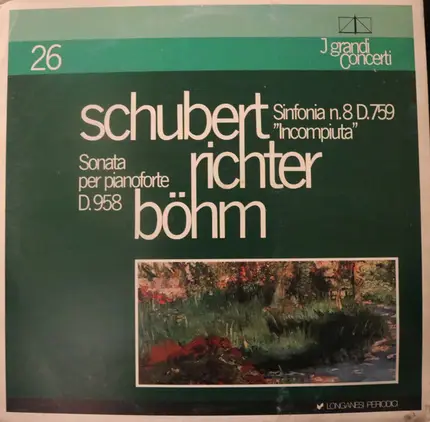 26
I grandi
Concerti
schubert
Sinfonia n.8 D.759
"Incompiuta"
Sonata
per pianoforte
D.958
richter
böhm
LONGANESI PERIODICI